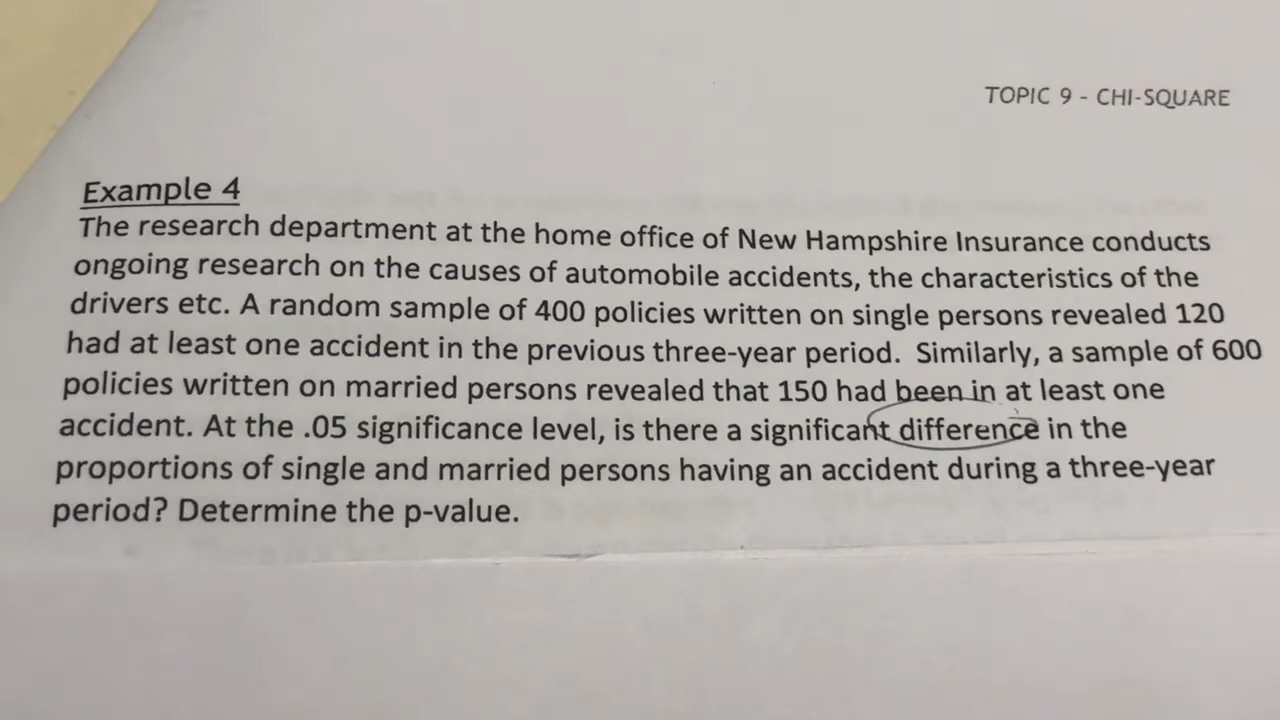 TOPIC 9 - CHI-SQUARE
Example 4
The research department at the home office of New Hampshire Insurance conducts
ongoing research on the causes of automobile accidents, the characteristics of the
drivers etc. A random sample of 400 policies written on single persons revealed 120
had at least one accident in the previous three-year period. Similarly, a sample of 600
policies written on married persons revealed that 150 had been in at least one
accident. At the .05 significance level, is there a significant difference in the
proportions of single and married persons having an accident during a three-year
period? Determine the p-value.